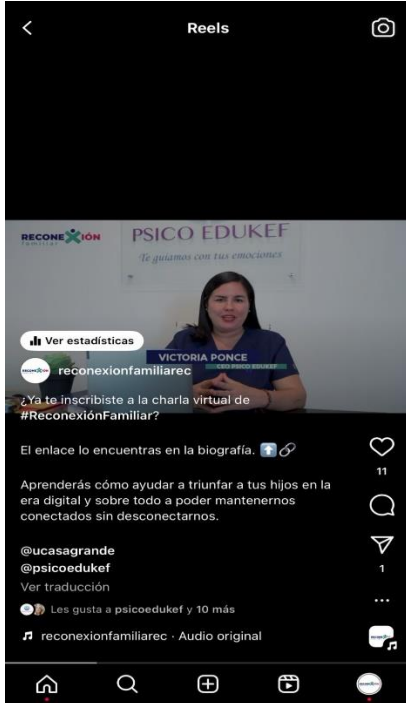 Reels
RECONEXIÓN
familiar
PSICO EDUKEF
Te guiamos con tus emociones
Ver estadísticas
VICTORIA PONCE
CEO PSICO EDUKEF
reconexionfamiliarec
¿Ya te inscribiste a la charla virtual de
#ReconexiónFamiliar?
El enlace lo encuentras en la biografía. ⬆️🔗
Aprenderás cómo ayudar a triunfar a tus hijos en la
era digital y sobre todo a poder mantenernos
conectados sin desconectarnos.
@ucasagrande
@psicoedukef
Ver traducción
Les gusta a psicoedukef y 10 más
reconexionfamiliarec · Audio original
11
1